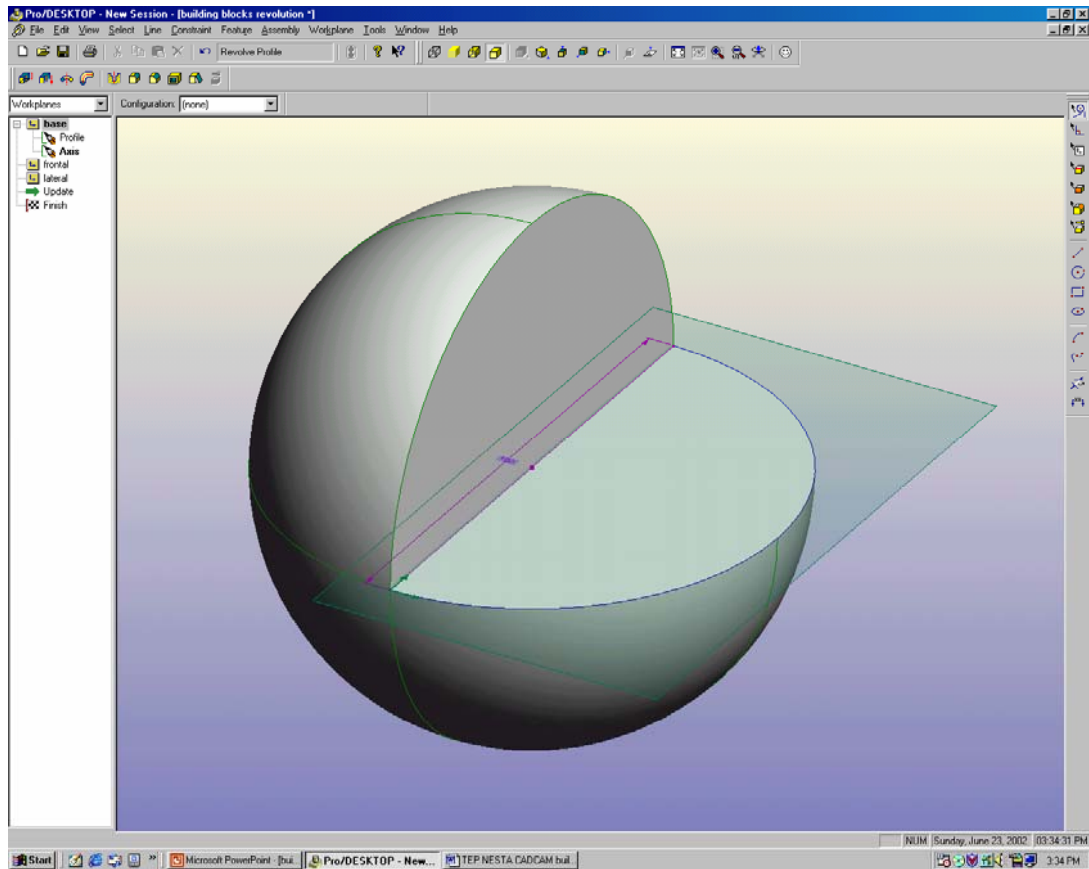 Pro/DESKTOP - New Session - [building blocks revolution *]
File Edit View Select Line Constraint Feature Assembly Workplane Tools Window Help
Revolve Profile
Workplanes Configuration: (none)
base
Profile
Axis
frontal
lateral
Update
Finish
NUM Sunday, June 23, 2002 03:34:31 PM
Start Microsoft PowerPoint - [bui... Pro/DESKTOP - New... TEP NESTA CADCAM buil... 3:34 PM